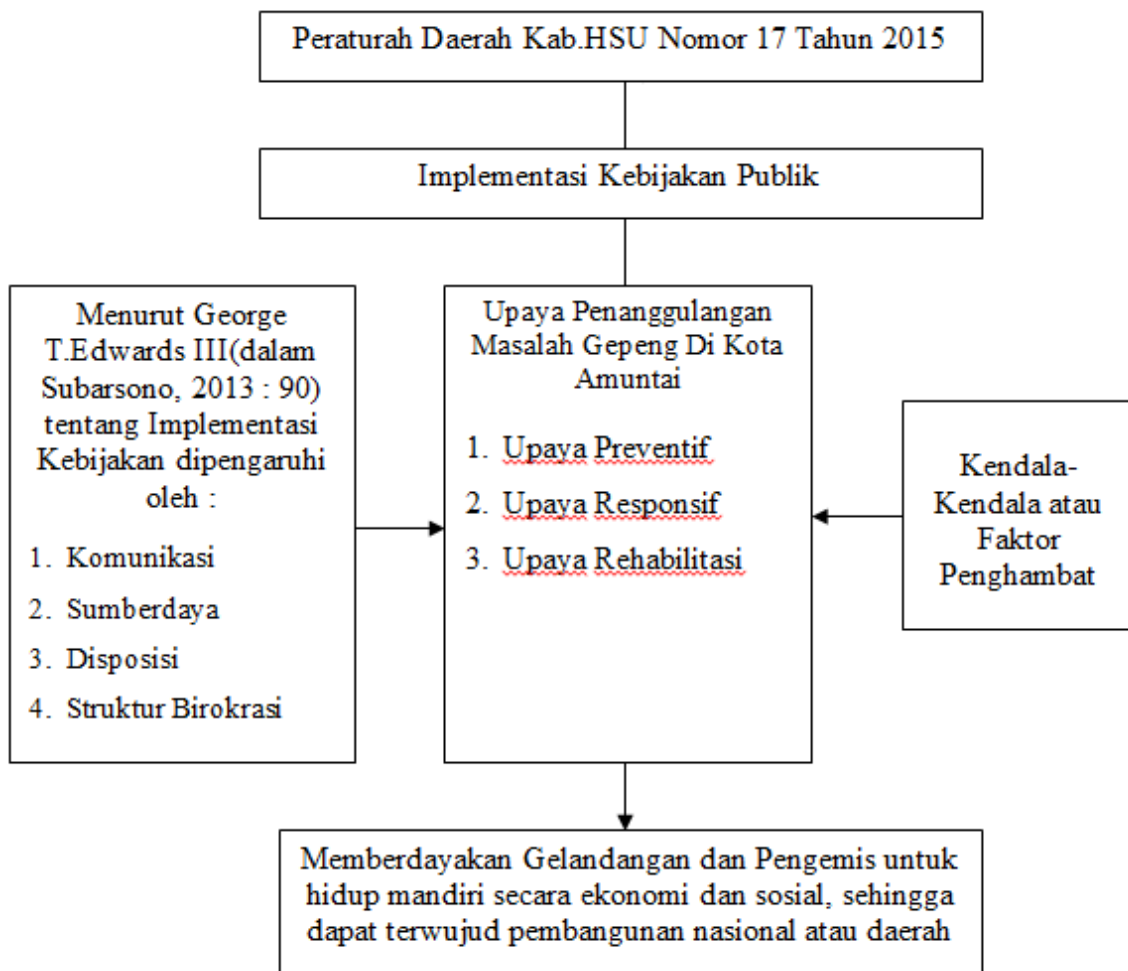 Peraturah Daerah Kab.HSU Nomor 17 Tahun 2015
Implementasi Kebijakan Publik
Menurut George
T.Edwards III(dalam
Subarsono, 2013 : 90)
tentang Implementasi
Kebijakan dipengaruhi
oleh :
1. Komunikasi
2. Sumberdaya
3. Disposisi
4. Struktur Birokrasi
Upaya Penanggulangan
Masalah Gepeng Di Kota
Amuntai
1. Upaya Preventif
2. Upaya Responsif
3. Upaya Rehabilitasi
Kendala-
Kendala atau
Faktor
Penghambat
Memberdayakan Gelandangan dan Pengemis untuk
hidup mandiri secara ekonomi dan sosial, sehingga
dapat terwujud pembangunan nasional atau daerah